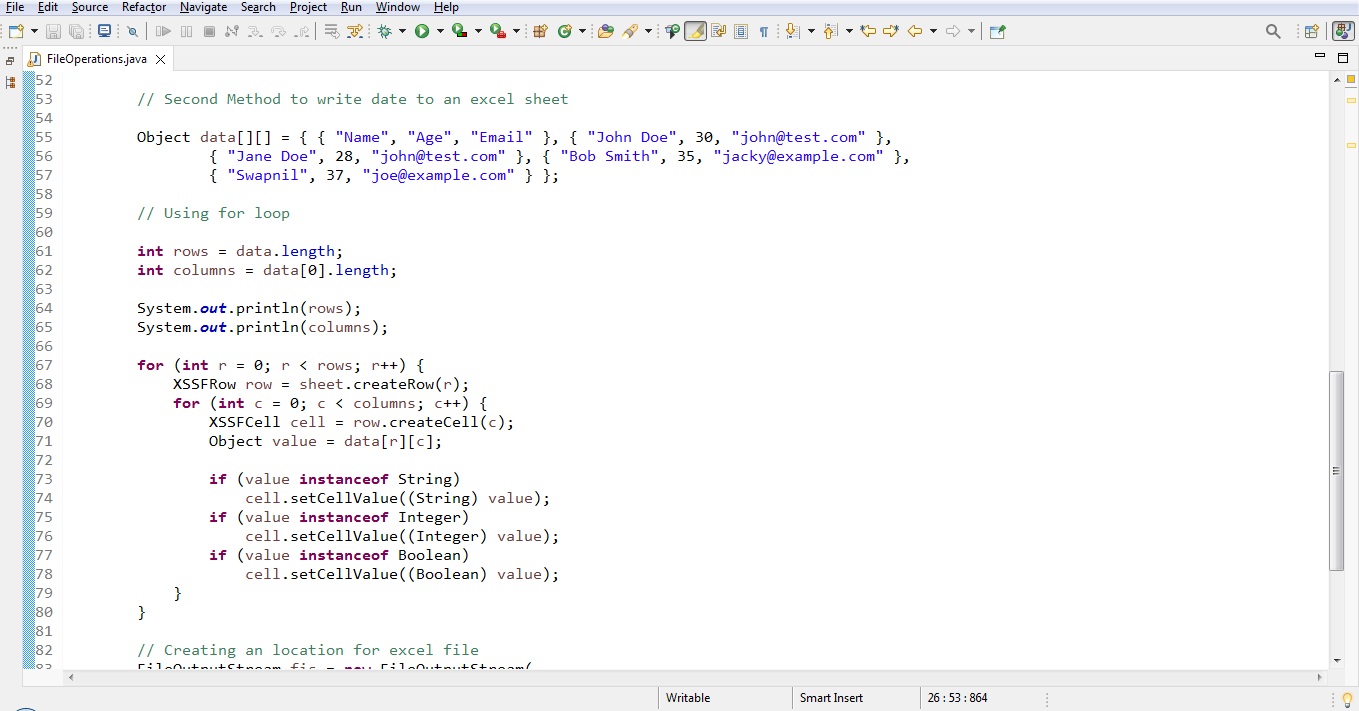 File Edit Source Refactor Navigate Search Project Run Window Help
FileOperations.java
52
53 // Second Method to write date to an excel sheet
54
55 Object data[][] = { { "Name", "Age", "Email" }, { "John Doe", 30, "john@test.com" },
56 { "Jane Doe", 28, "john@test.com" }, { "Bob Smith", 35, "jacky@example.com" },
57 { "Swapnil", 37, "joe@example.com" } };
58
59 // Using for loop
60
61 int rows = data.length;
62 int columns = data[0].length;
63
64 System.out.println(rows);
65 System.out.println(columns);
66
67 for (int r = 0; r < rows; r++) {
68 XSSFRow row = sheet.createRow(r);
69 for (int c = 0; c < columns; c++) {
70 XSSFCell cell = row.createCell(c);
71 Object value = data[r][c];
72
73 if (value instanceof String)
74 cell.setCellValue((String) value);
75 if (value instanceof Integer)
76 cell.setCellValue((Integer) value);
77 if (value instanceof Boolean)
78 cell.setCellValue((Boolean) value);
79 }
80 }
81
82 // Creating an location for excel file
83 FileOutputStream fis = new FileOutputStream(
Writable Smart Insert 26 : 53 : 864